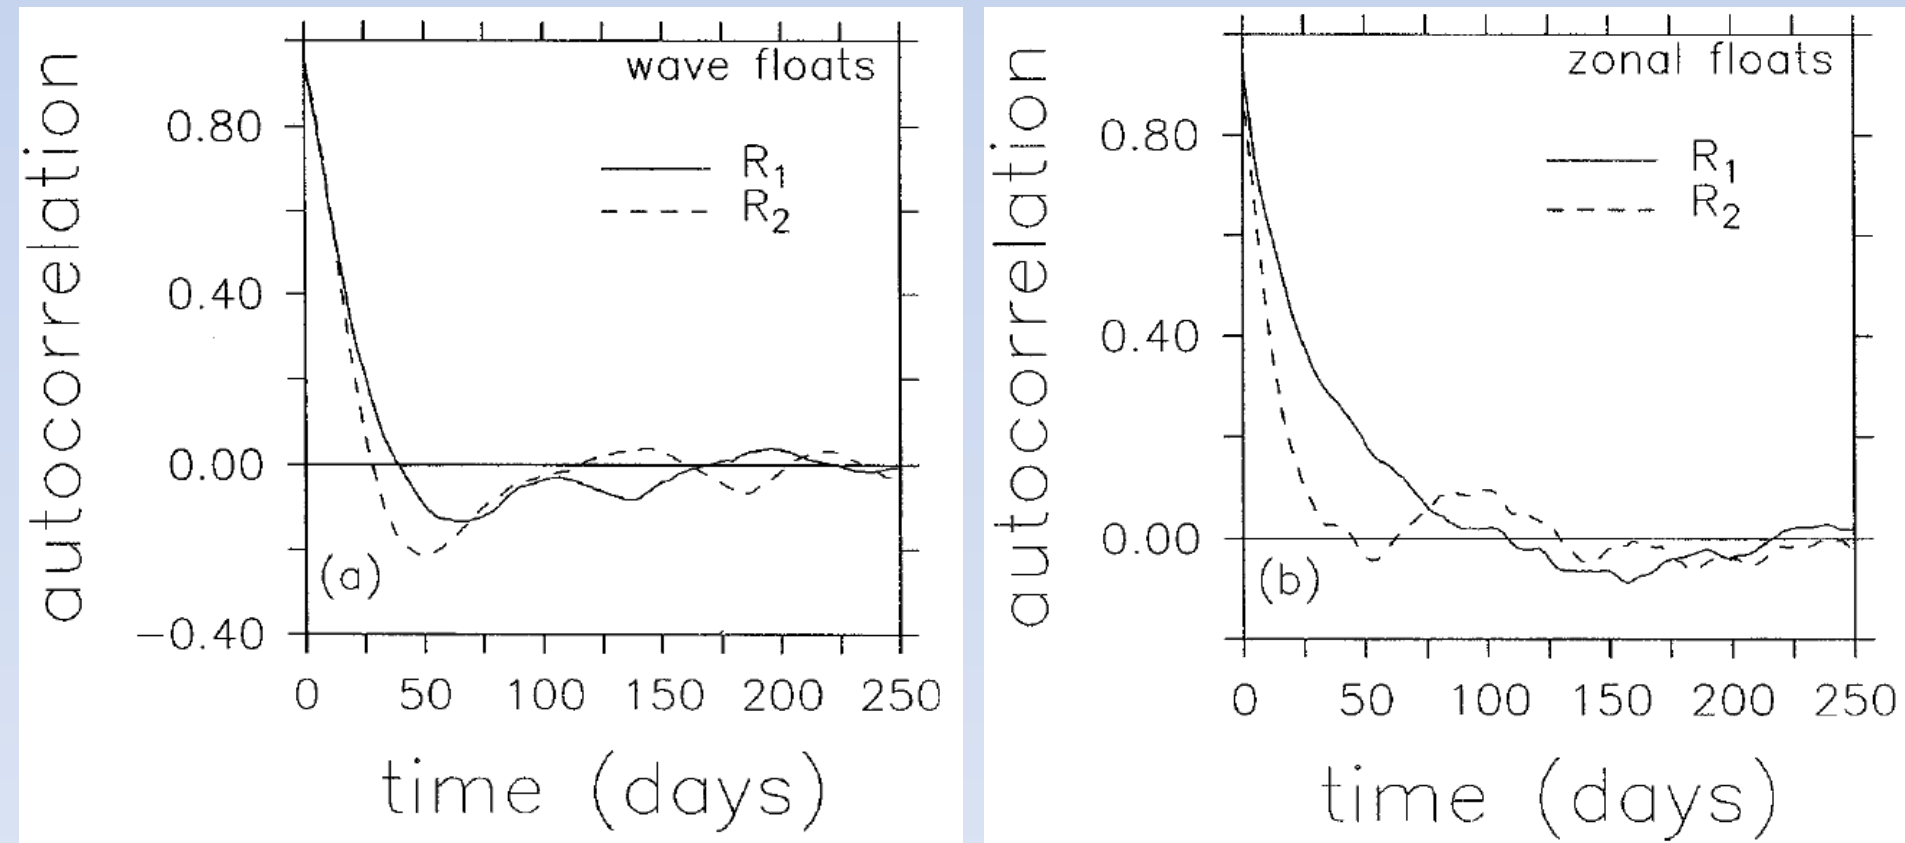 autocorrelation
wave floats
R1
R2
0.80
0.40
0.00
-0.40
(a)
0 50 100 150 200 250
time (days)
autocorrelation
zonal floats
R1
R2
0.80
0.40
0.00
(b)
0 50 100 150 200 250
time (days)